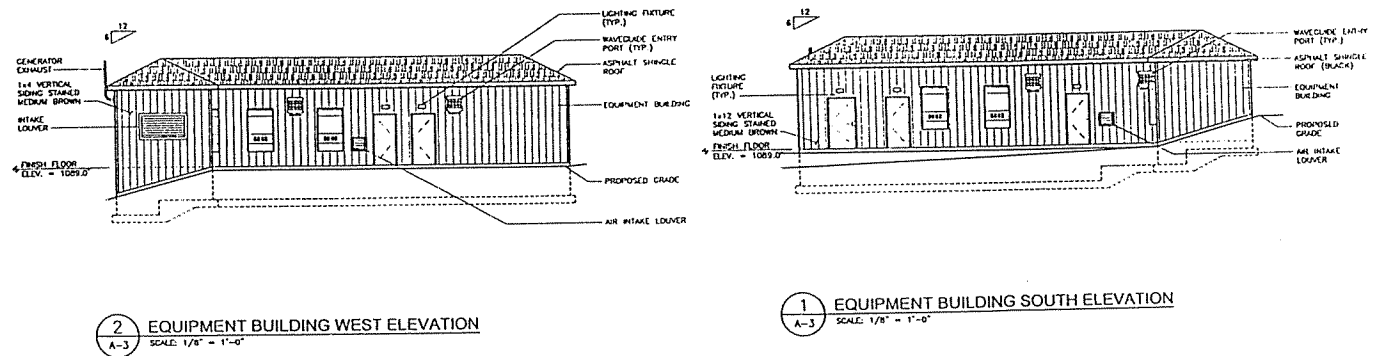 12
6
GENERATOR
EXHAUST
1x4 VERTICAL
SIDING STAINED
MEDIUM BROWN
INTAKE
LOUVER
FINISH FLOOR
ELEV. = 1089.0'
LIGHTING FIXTURE
(TYP.)
WAVEGUIDE ENTRY
PORT (TYP.)
ASPHALT SHINGLE
ROOF
EQUIPMENT BUILDING
PROPOSED GRADE
AIR INTAKE LOUVER
2
A-3
EQUIPMENT BUILDING WEST ELEVATION
SCALE: 1/8" = 1'-0"
12
6
LIGHTING
FIXTURE
(TYP.)
1x12 VERTICAL
SIDING STAINED
MEDIUM BROWN
FINISH FLOOR
ELEV. = 1089.0'
WAVEGUIDE ENTRY
PORT (TYP.)
ASPHALT SHINGLE
ROOF (BLACK)
EQUIPMENT
BUILDING
PROPOSED
GRADE
AIR INTAKE
LOUVER
1
A-3
EQUIPMENT BUILDING SOUTH ELEVATION
SCALE: 1/8" = 1'-0"